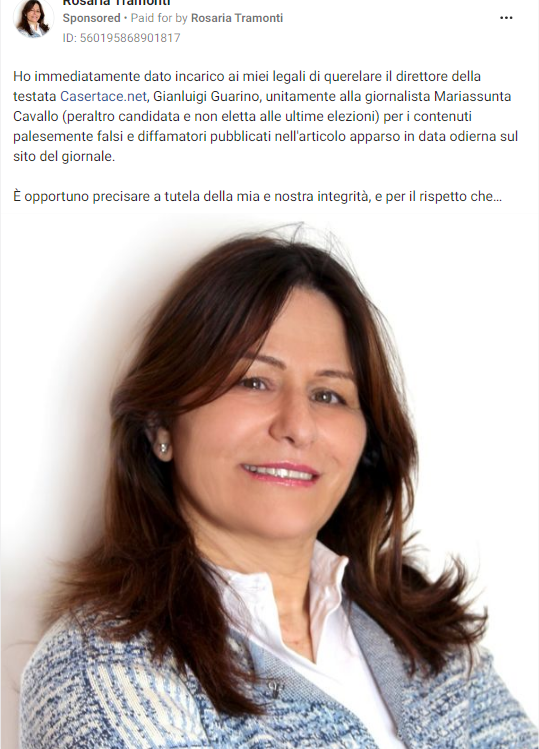 Rosaria Tramonti
Sponsored • Paid for by Rosaria Tramonti
ID: 560195868901817
Ho immediatamente dato incarico ai miei legali di querelare il direttore della
testata Casertace.net, Gianluigi Guarino, unitamente alla giornalista Mariassunta
Cavallo (peraltro candidata e non eletta alle ultime elezioni) per i contenuti
palesemente falsi e diffamatori pubblicati nell'articolo apparso in data odierna sul
sito del giornale.
È opportuno precisare a tutela della mia e nostra integrità, e per il rispetto che...